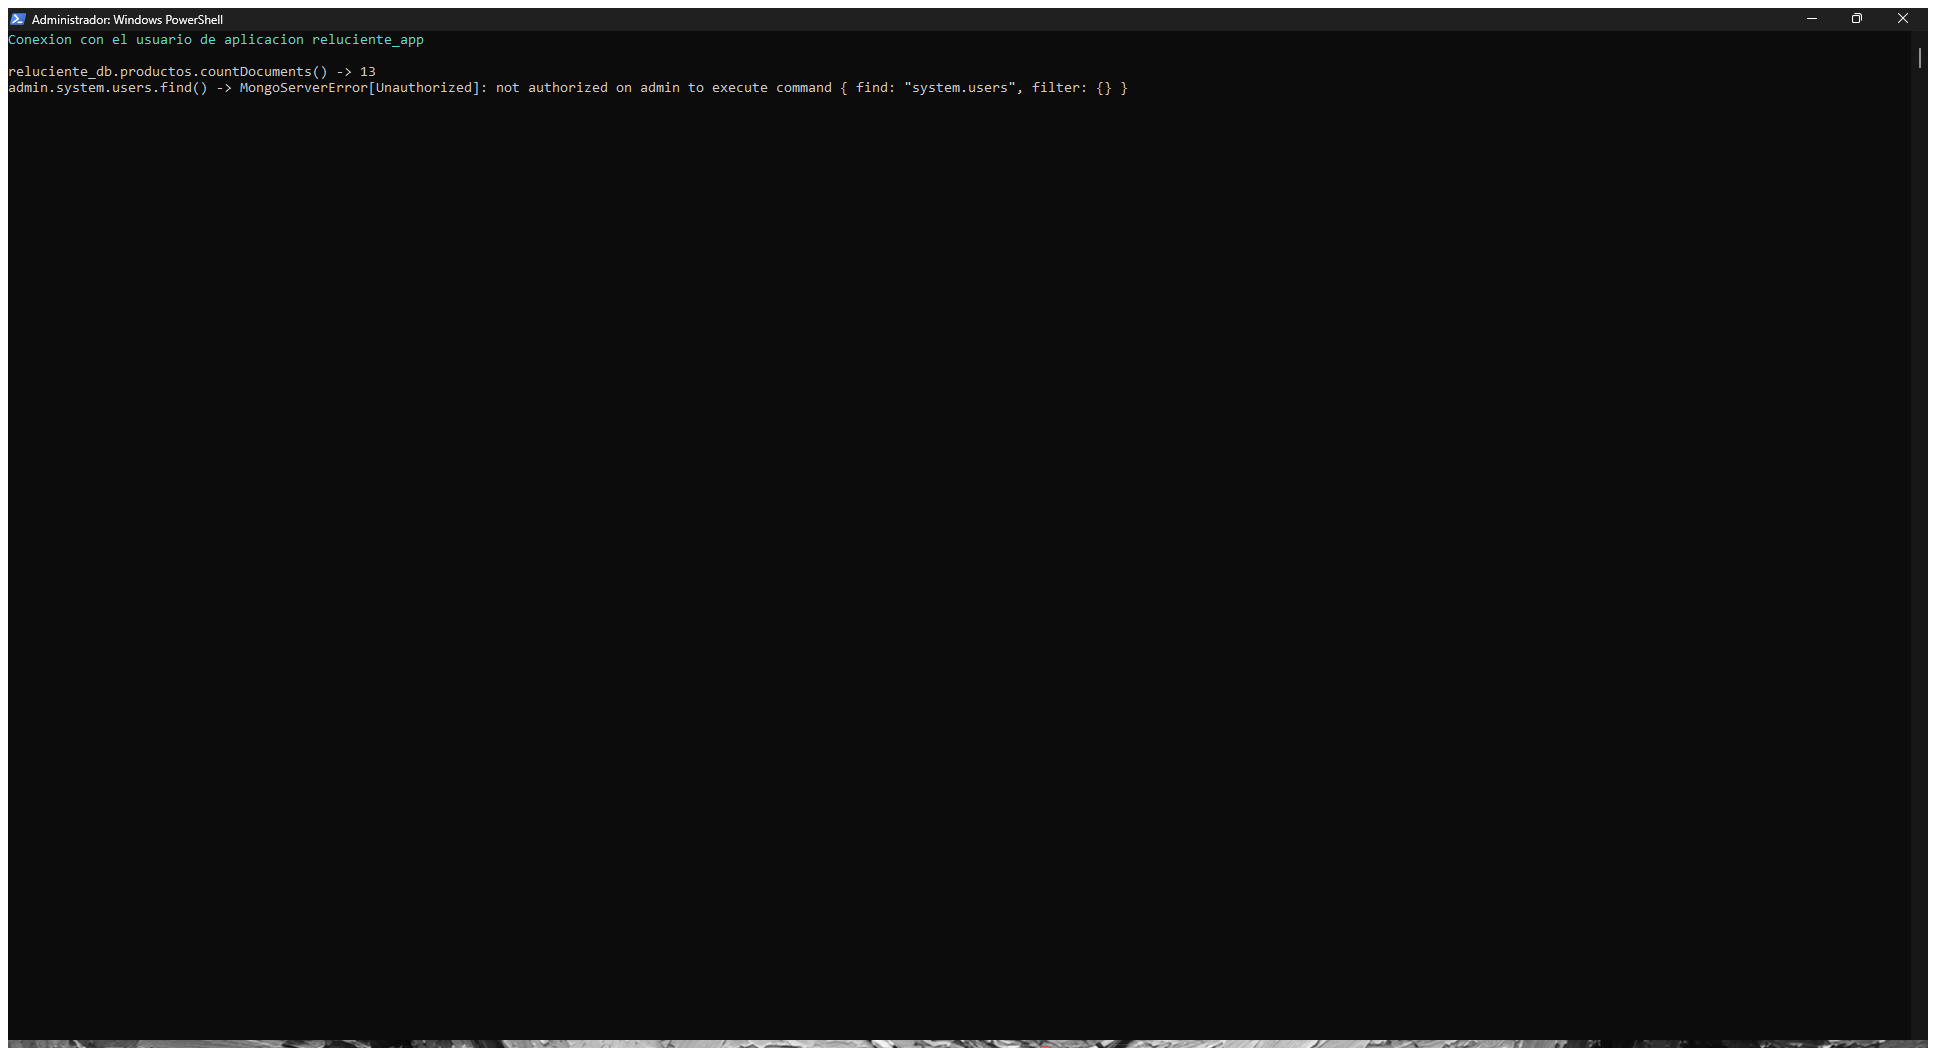 Administrador: Windows PowerShell
Conexion con el usuario de aplicacion reluciente_app
reluciente_db.productos.countDocuments() -> 13
admin.system.users.find() -> MongoServerError[Unauthorized]: not authorized on admin to execute command { find: "system.users", filter: {} }